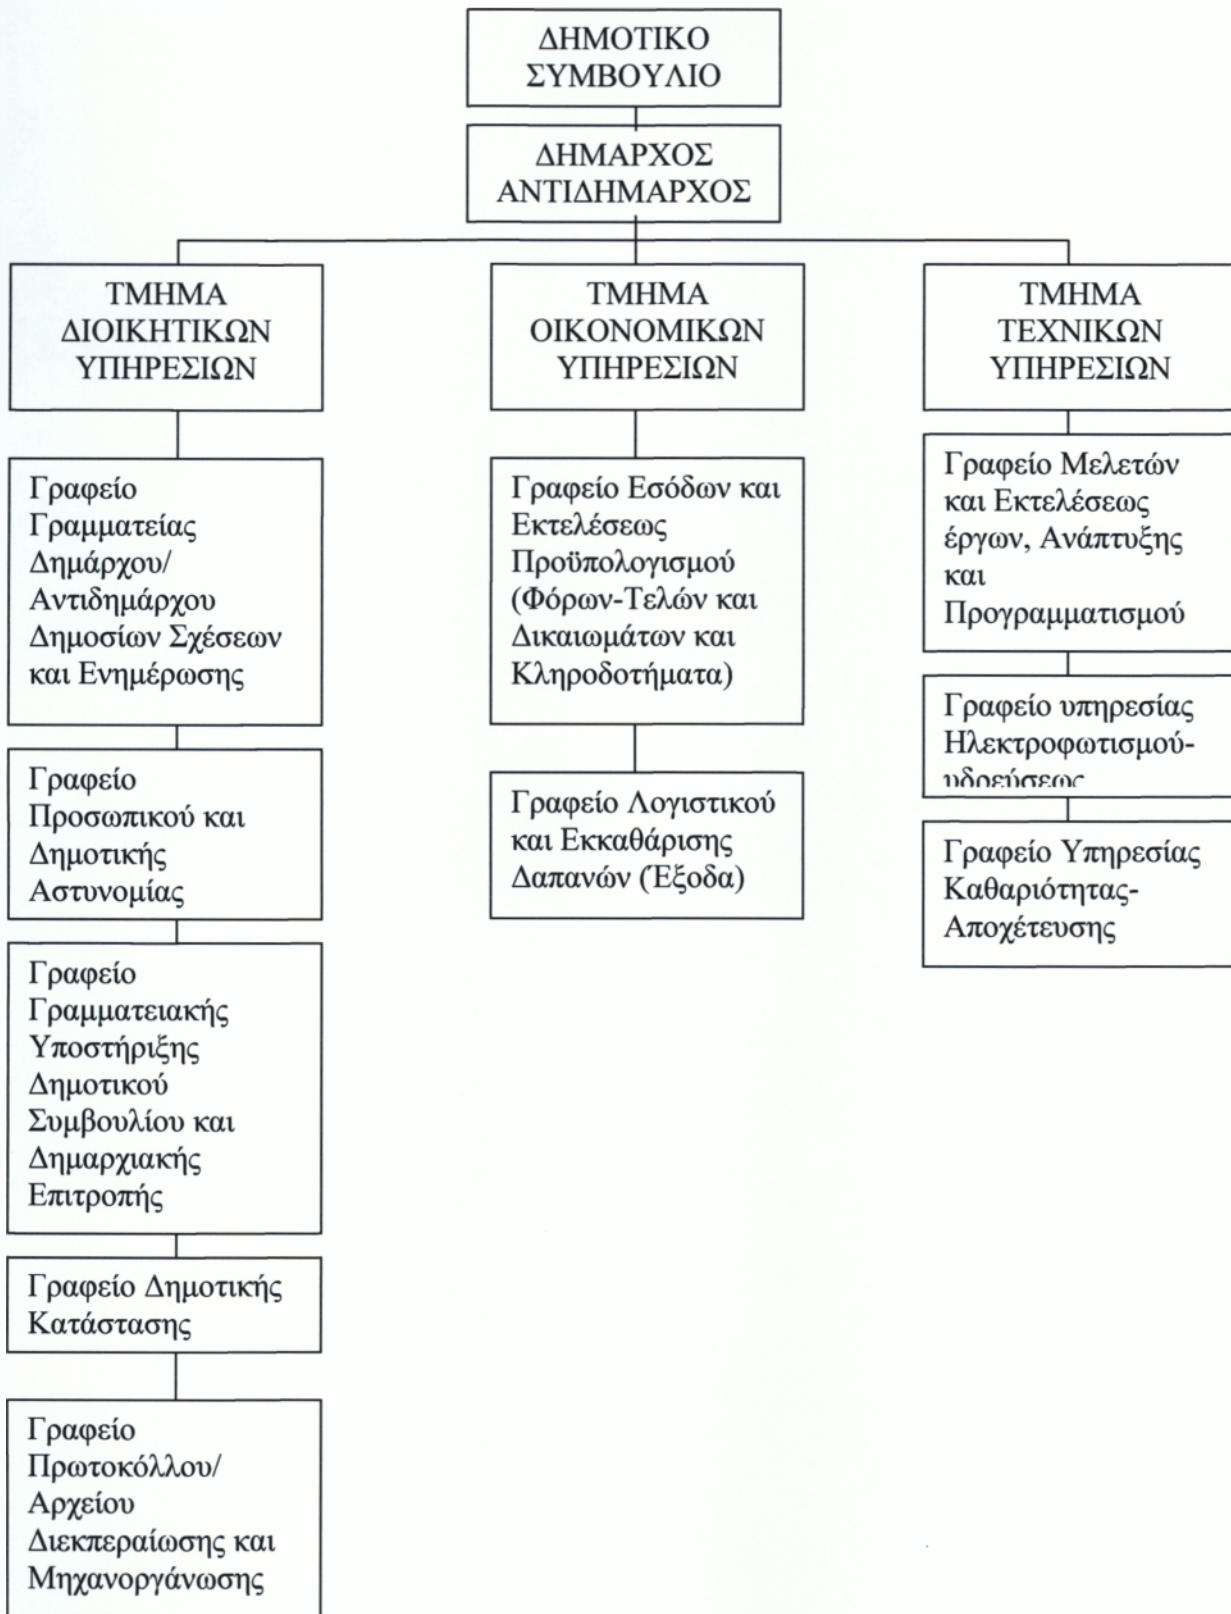 ΔΗΜΟΤΙΚΟ
ΣΥΜΒΟΥΛΙΟ
ΔΗΜΑΡΧΟΣ
ΑΝΤΙΔΗΜΑΡΧΟΣ
ΤΜΗΜΑ
ΔΙΟΙΚΗΤΙΚΩΝ
ΥΠΗΡΕΣΙΩΝ
Γραφείο
Γραμματείας
Δημάρχου/
Αντιδημάρχου
Δημοσίων Σχέσεων
και Ενημέρωσης
Γραφείο
Προσωπικού και
Δημοτικής
Αστυνομίας
Γραφείο
Γραμματειακής
Υποστήριξης
Δημοτικού
Συμβουλίου και
Δημαρχιακής
Επιτροπής
Γραφείο Δημοτικής
Κατάστασης
Γραφείο
Πρωτοκόλλου/
Αρχείου
Διεκπεραίωσης και
Μηχανοργάνωσης
ΤΜΗΜΑ
ΟΙΚΟΝΟΜΙΚΩΝ
ΥΠΗΡΕΣΙΩΝ
Γραφείο Εσόδων και
Εκτελέσεως
Προϋπολογισμού
(Φόρων-Τελών και
Δικαιωμάτων και
Κληροδοτήματα)
Γραφείο Λογιστικού
και Εκκαθάρισης
Δαπανών (Έξοδα)
ΤΜΗΜΑ
ΤΕΧΝΙΚΩΝ
ΥΠΗΡΕΣΙΩΝ
Γραφείο Μελετών
και Εκτελέσεως
έργων, Ανάπτυξης
και
Προγραμματισμού
Γραφείο υπηρεσίας
Ηλεκτροφωτισμού-
υδρεύσεως
Γραφείο Υπηρεσίας
Καθαριότητας-
Αποχέτευσης